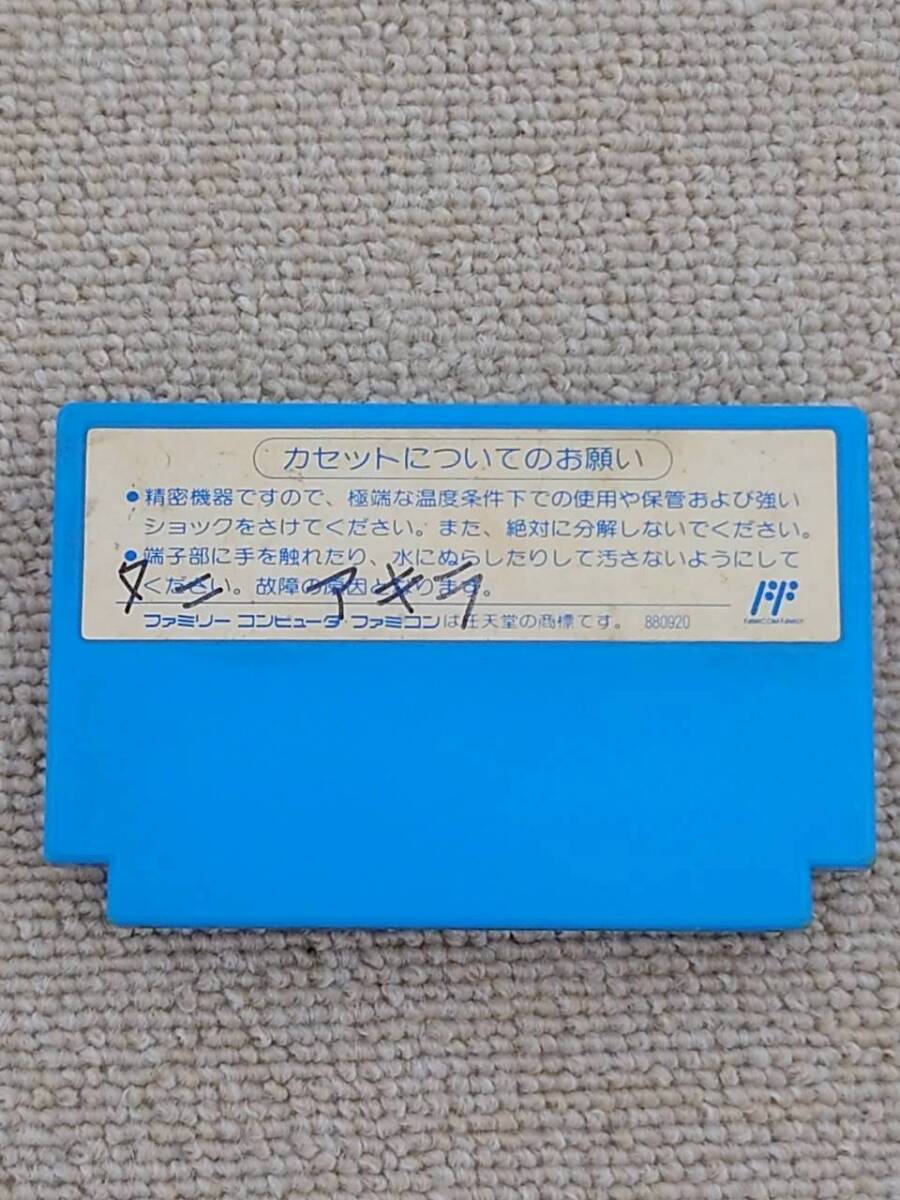 カセットについてのお願い
●精密機器ですので、極端な温度条件下での使用や保管および強い
ショックをさけてください。また、絶対に分解しないでください。
●端子部に手を触れたり、水にぬらしたりして汚さないようにして
ください。故障の原因となります。
タニ アキラ
ファミリー コンピュータ・ファミコンは任天堂の商標です。 880920
FAMICOM FAMILY